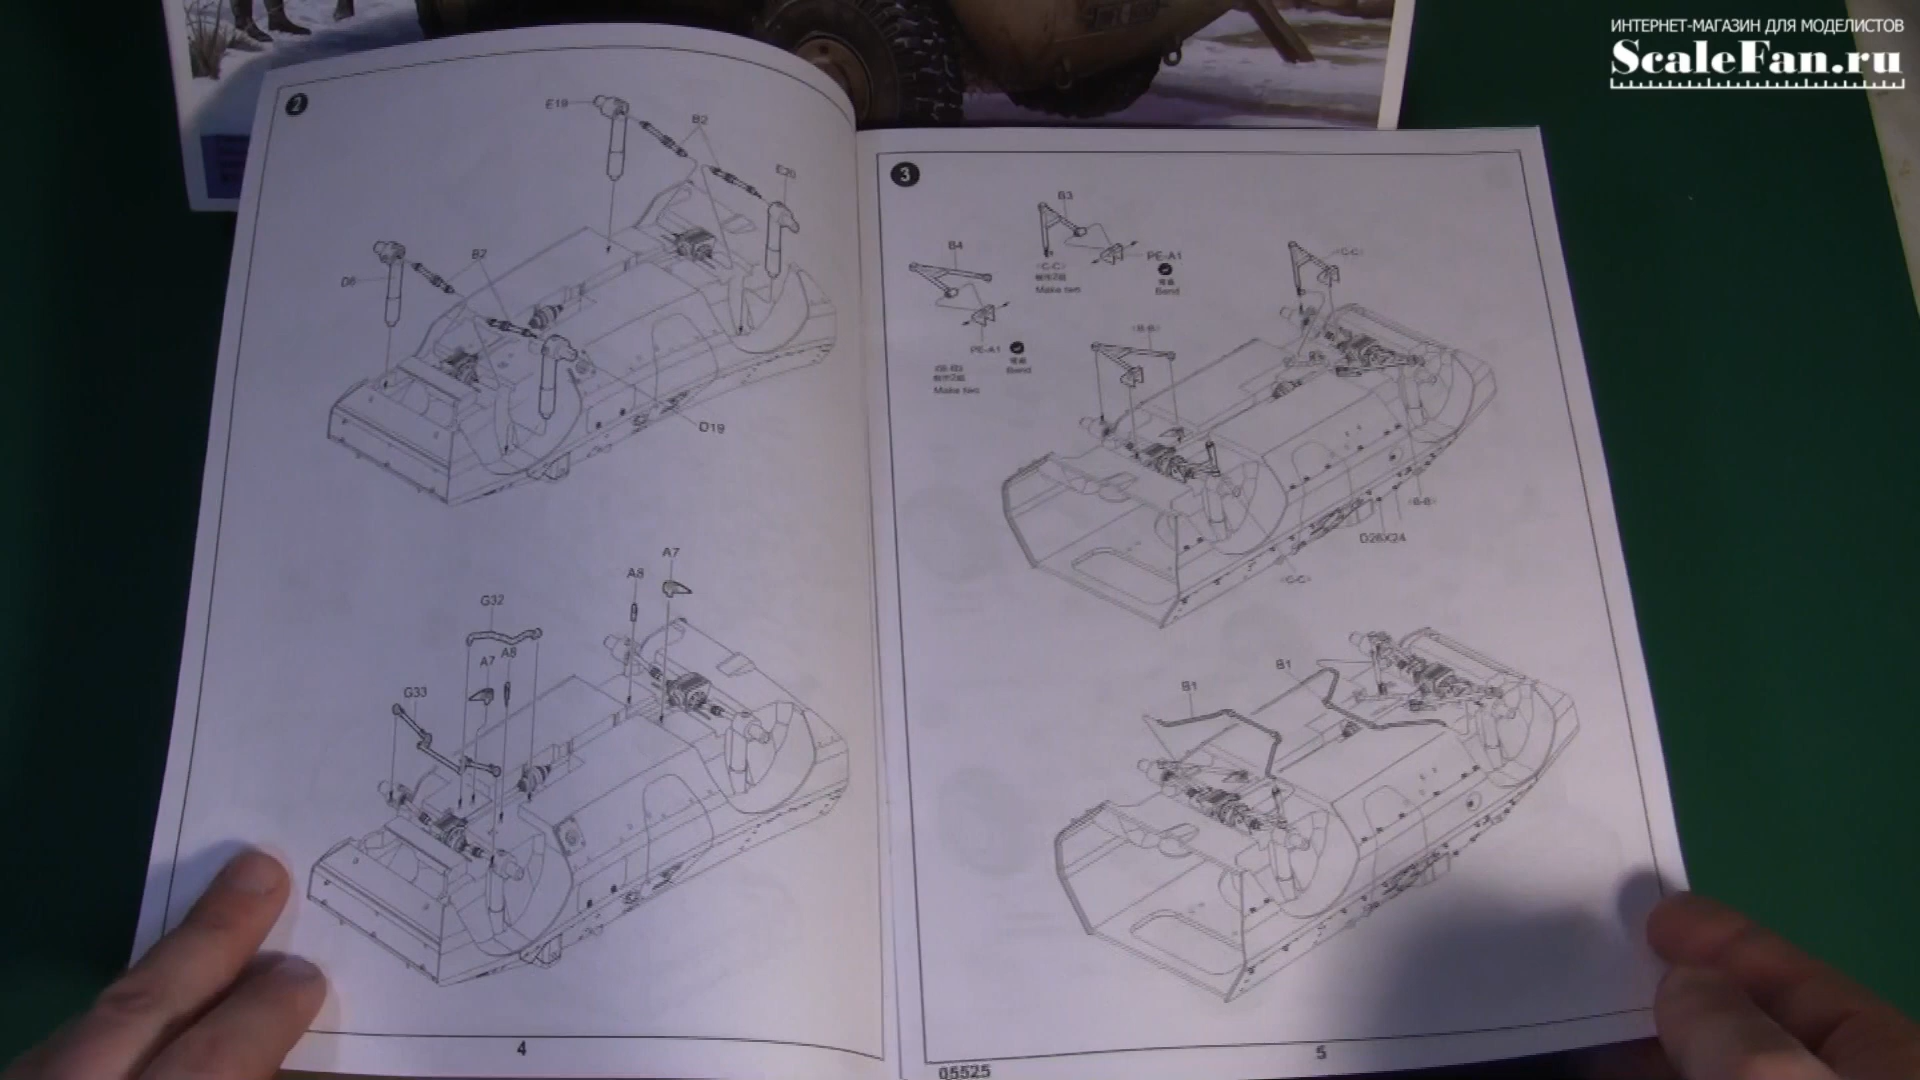 ИНТЕРНЕТ-МАГАЗИН ДЛЯ МОДЕЛИСТОВ
ScaleFan.ru
2
E19
B2
E20
D6
B2
D19
A7
A8
G32
A7 A8
G33
4
3
B3
B4
<C-C>
Make two
PE-A1
Bend
<C-C>
<B-B>
PE-A1
Bend
Make two
<B-B>
D26X24
<C-C>
B1
B1
5
05525